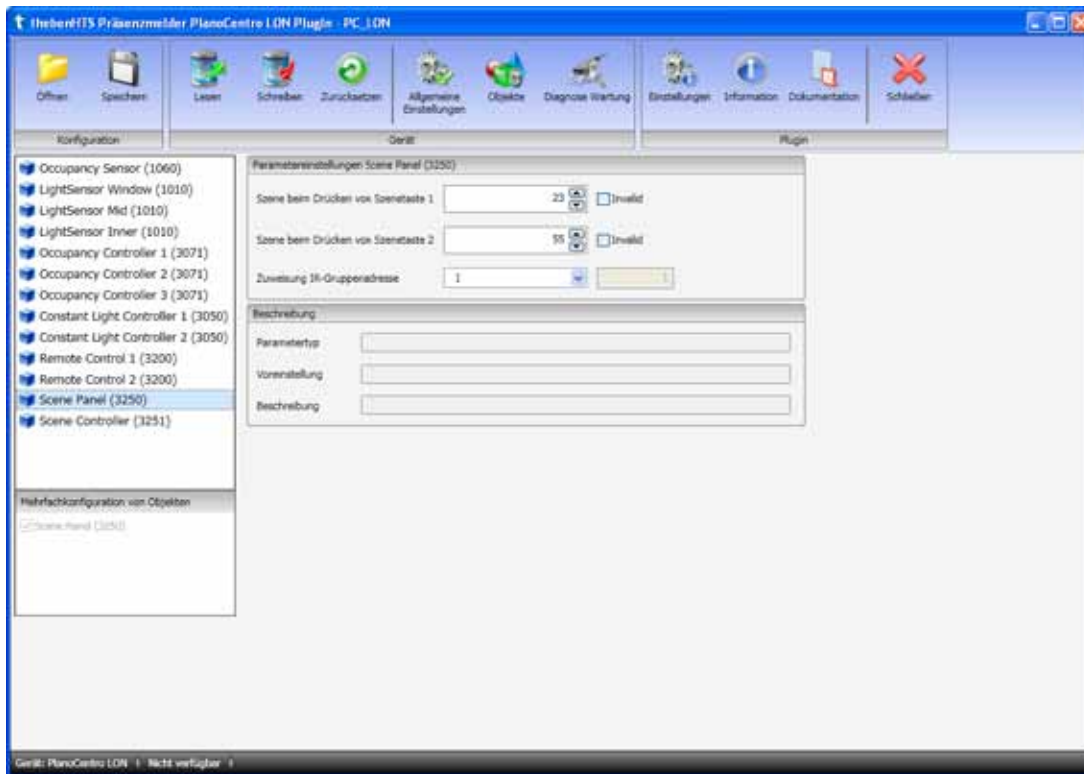 thebenHTS Präsenzmelder PlanoCentro LON PlugIn - PC_LON
Öffnen Speichern Lesen Schreiben Zurücksetzen Allgemeine Einstellungen Objekte Diagnose Wartung Einstellungen Information Dokumentation Schließen
Konfiguration Gerät Plugin
Occupancy Sensor (1060)
LightSensor Window (1010)
LightSensor Mid (1010)
LightSensor Inner (1010)
Occupancy Controller 1 (3071)
Occupancy Controller 2 (3071)
Occupancy Controller 3 (3071)
Constant Light Controller 1 (3050)
Constant Light Controller 2 (3050)
Remote Control 1 (3200)
Remote Control 2 (3200)
Scene Panel (3250)
Scene Controller (3251)
Mehrfachkonfiguration von Objekten
Scene Panel (3250)
Parametereinstellungen Scene Panel (3250)
Szene beim Drücken von Szenetaste 1 23 Invalid
Szene beim Drücken von Szenetaste 2 55 Invalid
Zuweisung IR-Gruppenadresse 1 1
Beschreibung
Parametertyp
Voreinstellung
Beschreibung
Gerät: PlanoCentro LON | Nicht verfügbar |